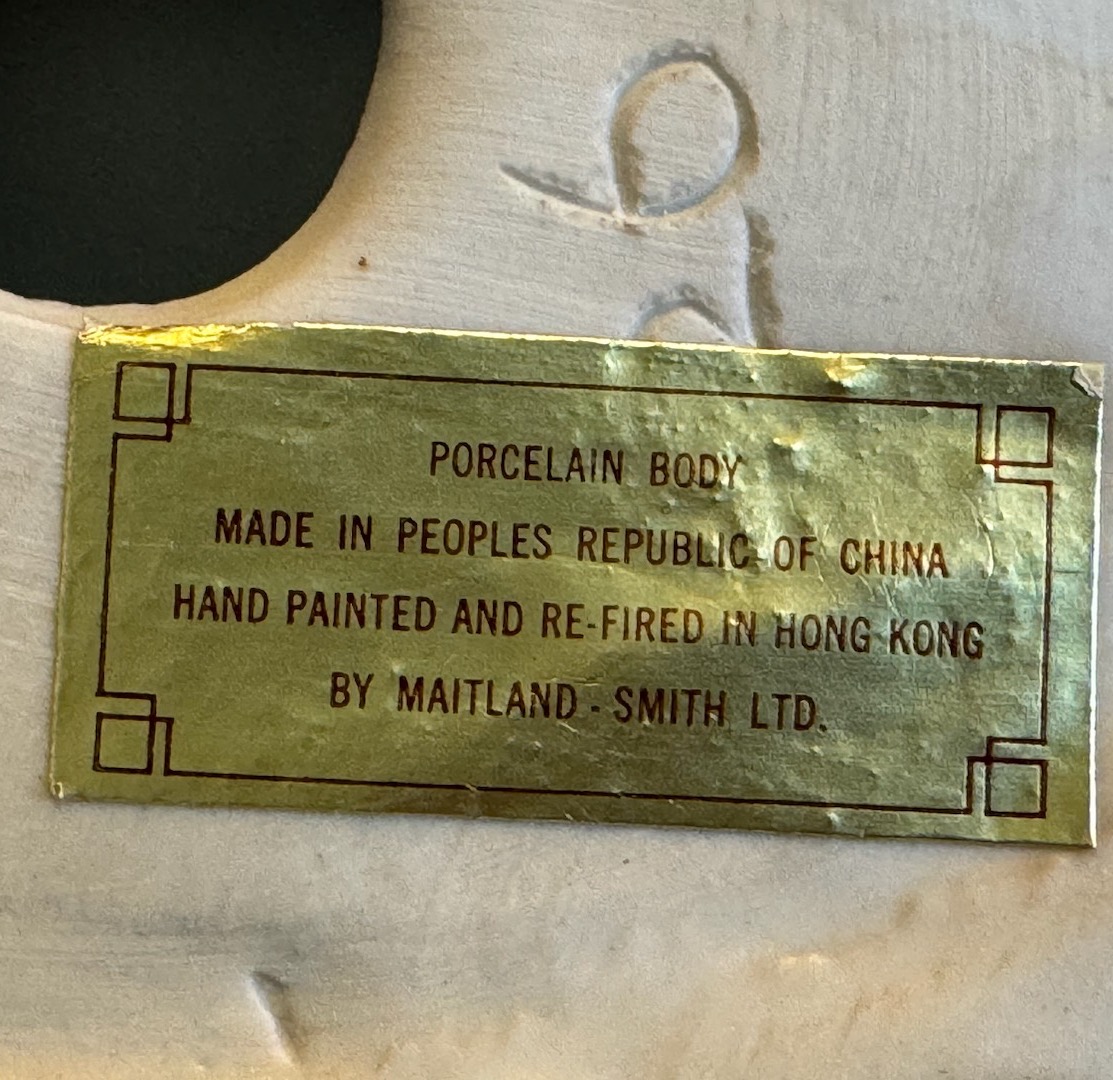 PORCELAIN BODY
MADE IN PEOPLES REPUBLIC OF CHINA
HAND PAINTED AND RE-FIRED IN HONG KONG
BY MAITLAND - SMITH LTD.